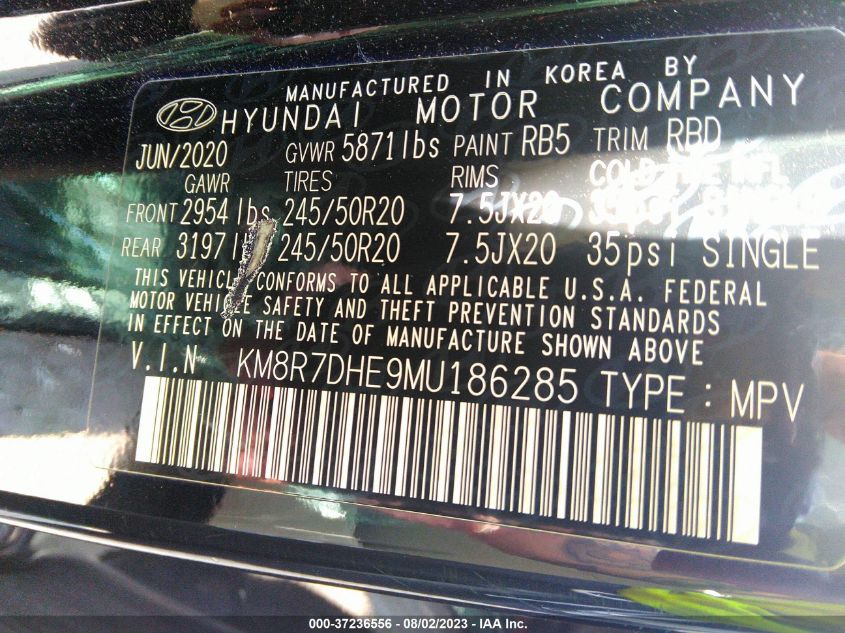 MANUFACTURED IN KOREA BY
HYUNDAI MOTOR COMPANY
JUN/2020 GVWR 5871lbs PAINT RB5 TRIM RBD
GAWR TIRES RIMS COLD
FRONT 2954 lbs 245/50R20 7.5JX20
REAR 3197 245/50R20 7.5JX20 35psi SINGLE
THIS VEHICLE CONFORMS TO ALL APPLICABLE U.S.A. FEDERAL
MOTOR VEHICLE SAFETY AND THEFT PREVENTION STANDARDS
IN EFFECT ON THE DATE OF MANUFACTURE SHOWN ABOVE
V.I.N KM8R7DHE9MU186285 TYPE : MPV
000-37236556 - 08/02/2023 - IAA Inc.